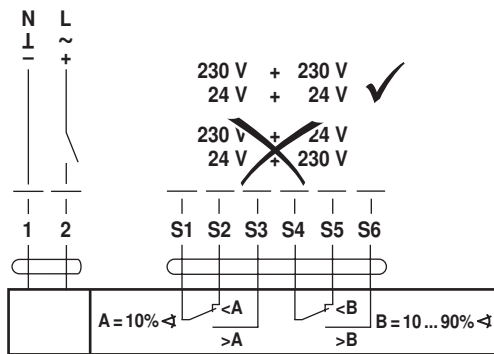 N L
⊥ ~
− +
230 V + 230 V
24 V + 24 V
230 V + 24 V
24 V + 230 V
1 2 S1 S2 S3 S4 S5 S6
A = 10% ∢ <A <B B = 10 ... 90% ∢
>A >B